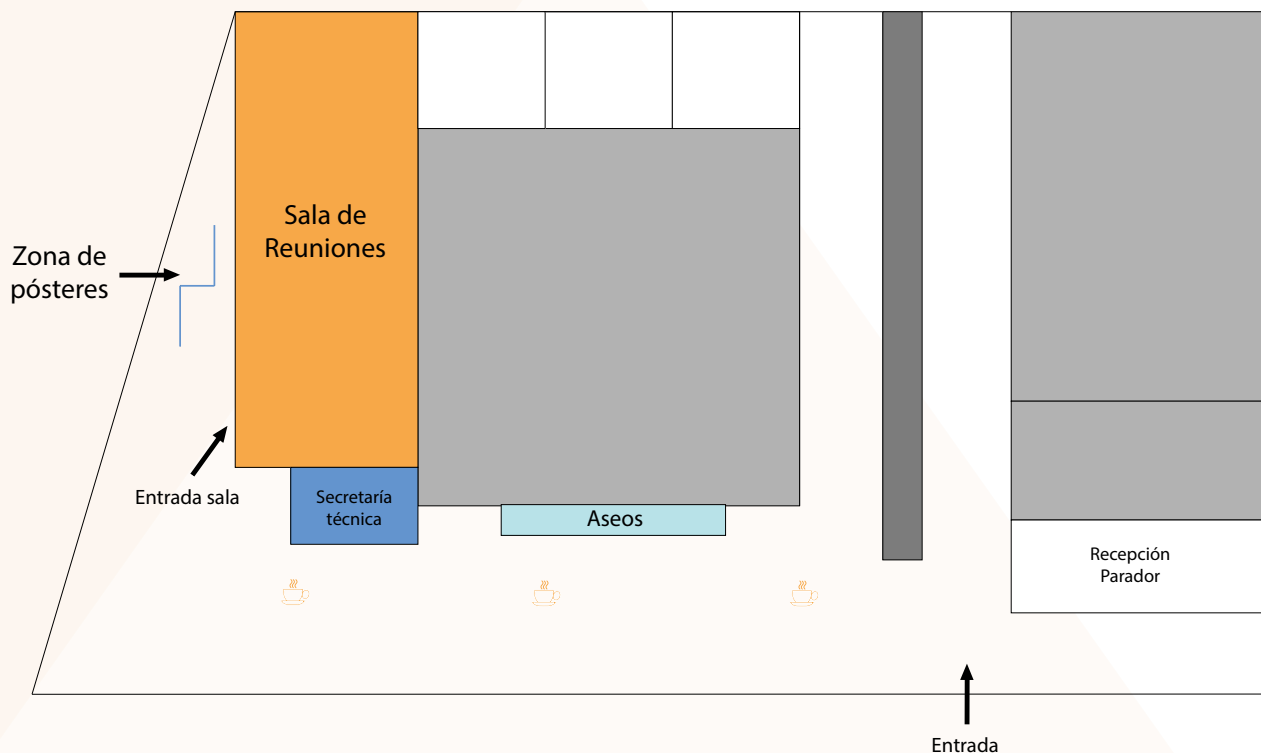 Sala de
Reuniones
Zona de
pósteres
Entrada sala
Secretaría
técnica
Aseos
Recepción
Parador
Entrada